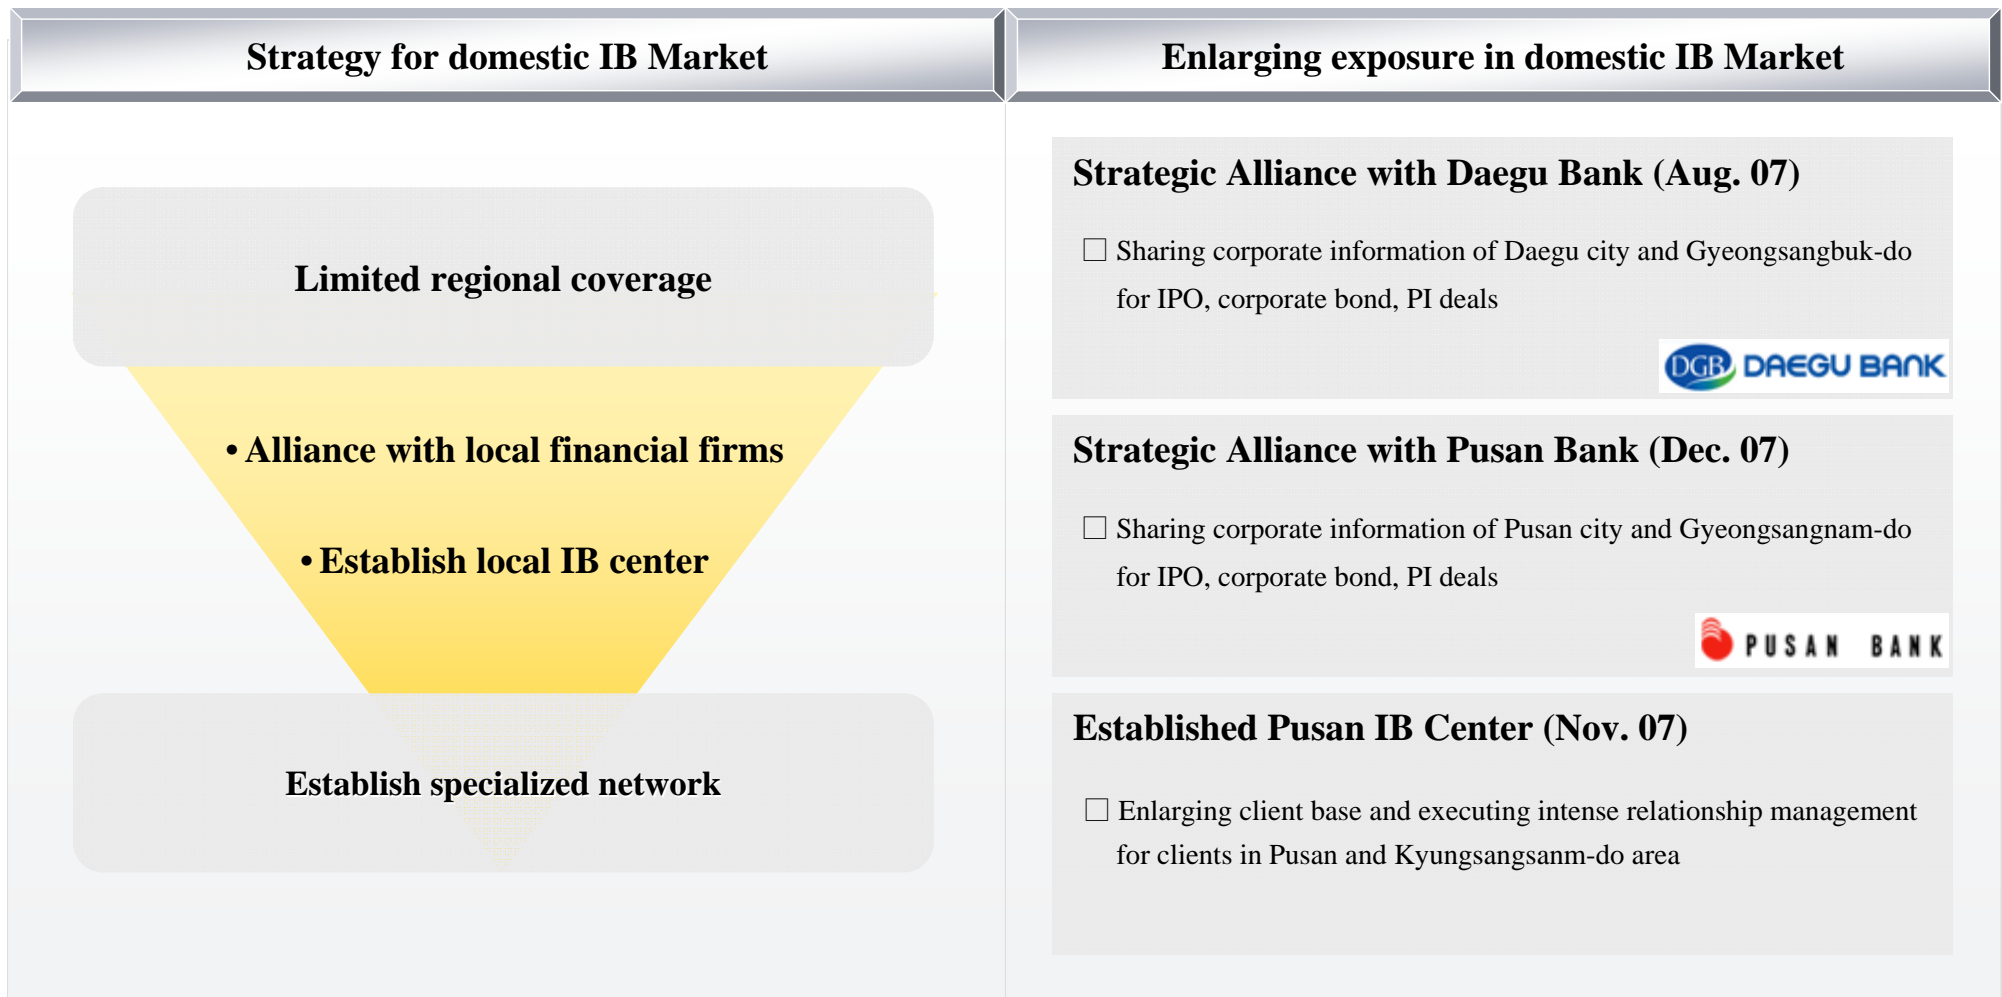 Strategy for domestic IB Market
Limited regional coverage
• Alliance with local financial firms
• Establish local IB center
Establish specialized network
Enlarging exposure in domestic IB Market
Strategic Alliance with Daegu Bank (Aug. 07)
□ Sharing corporate information of Daegu city and Gyeongsangbuk-do
for IPO, corporate bond, PI deals
DGB DAEGU BANK
Strategic Alliance with Pusan Bank (Dec. 07)
□ Sharing corporate information of Pusan city and Gyeongsangnam-do
for IPO, corporate bond, PI deals
PUSAN BANK
Established Pusan IB Center (Nov. 07)
□ Enlarging client base and executing intense relationship management
for clients in Pusan and Kyungsangsanm-do area